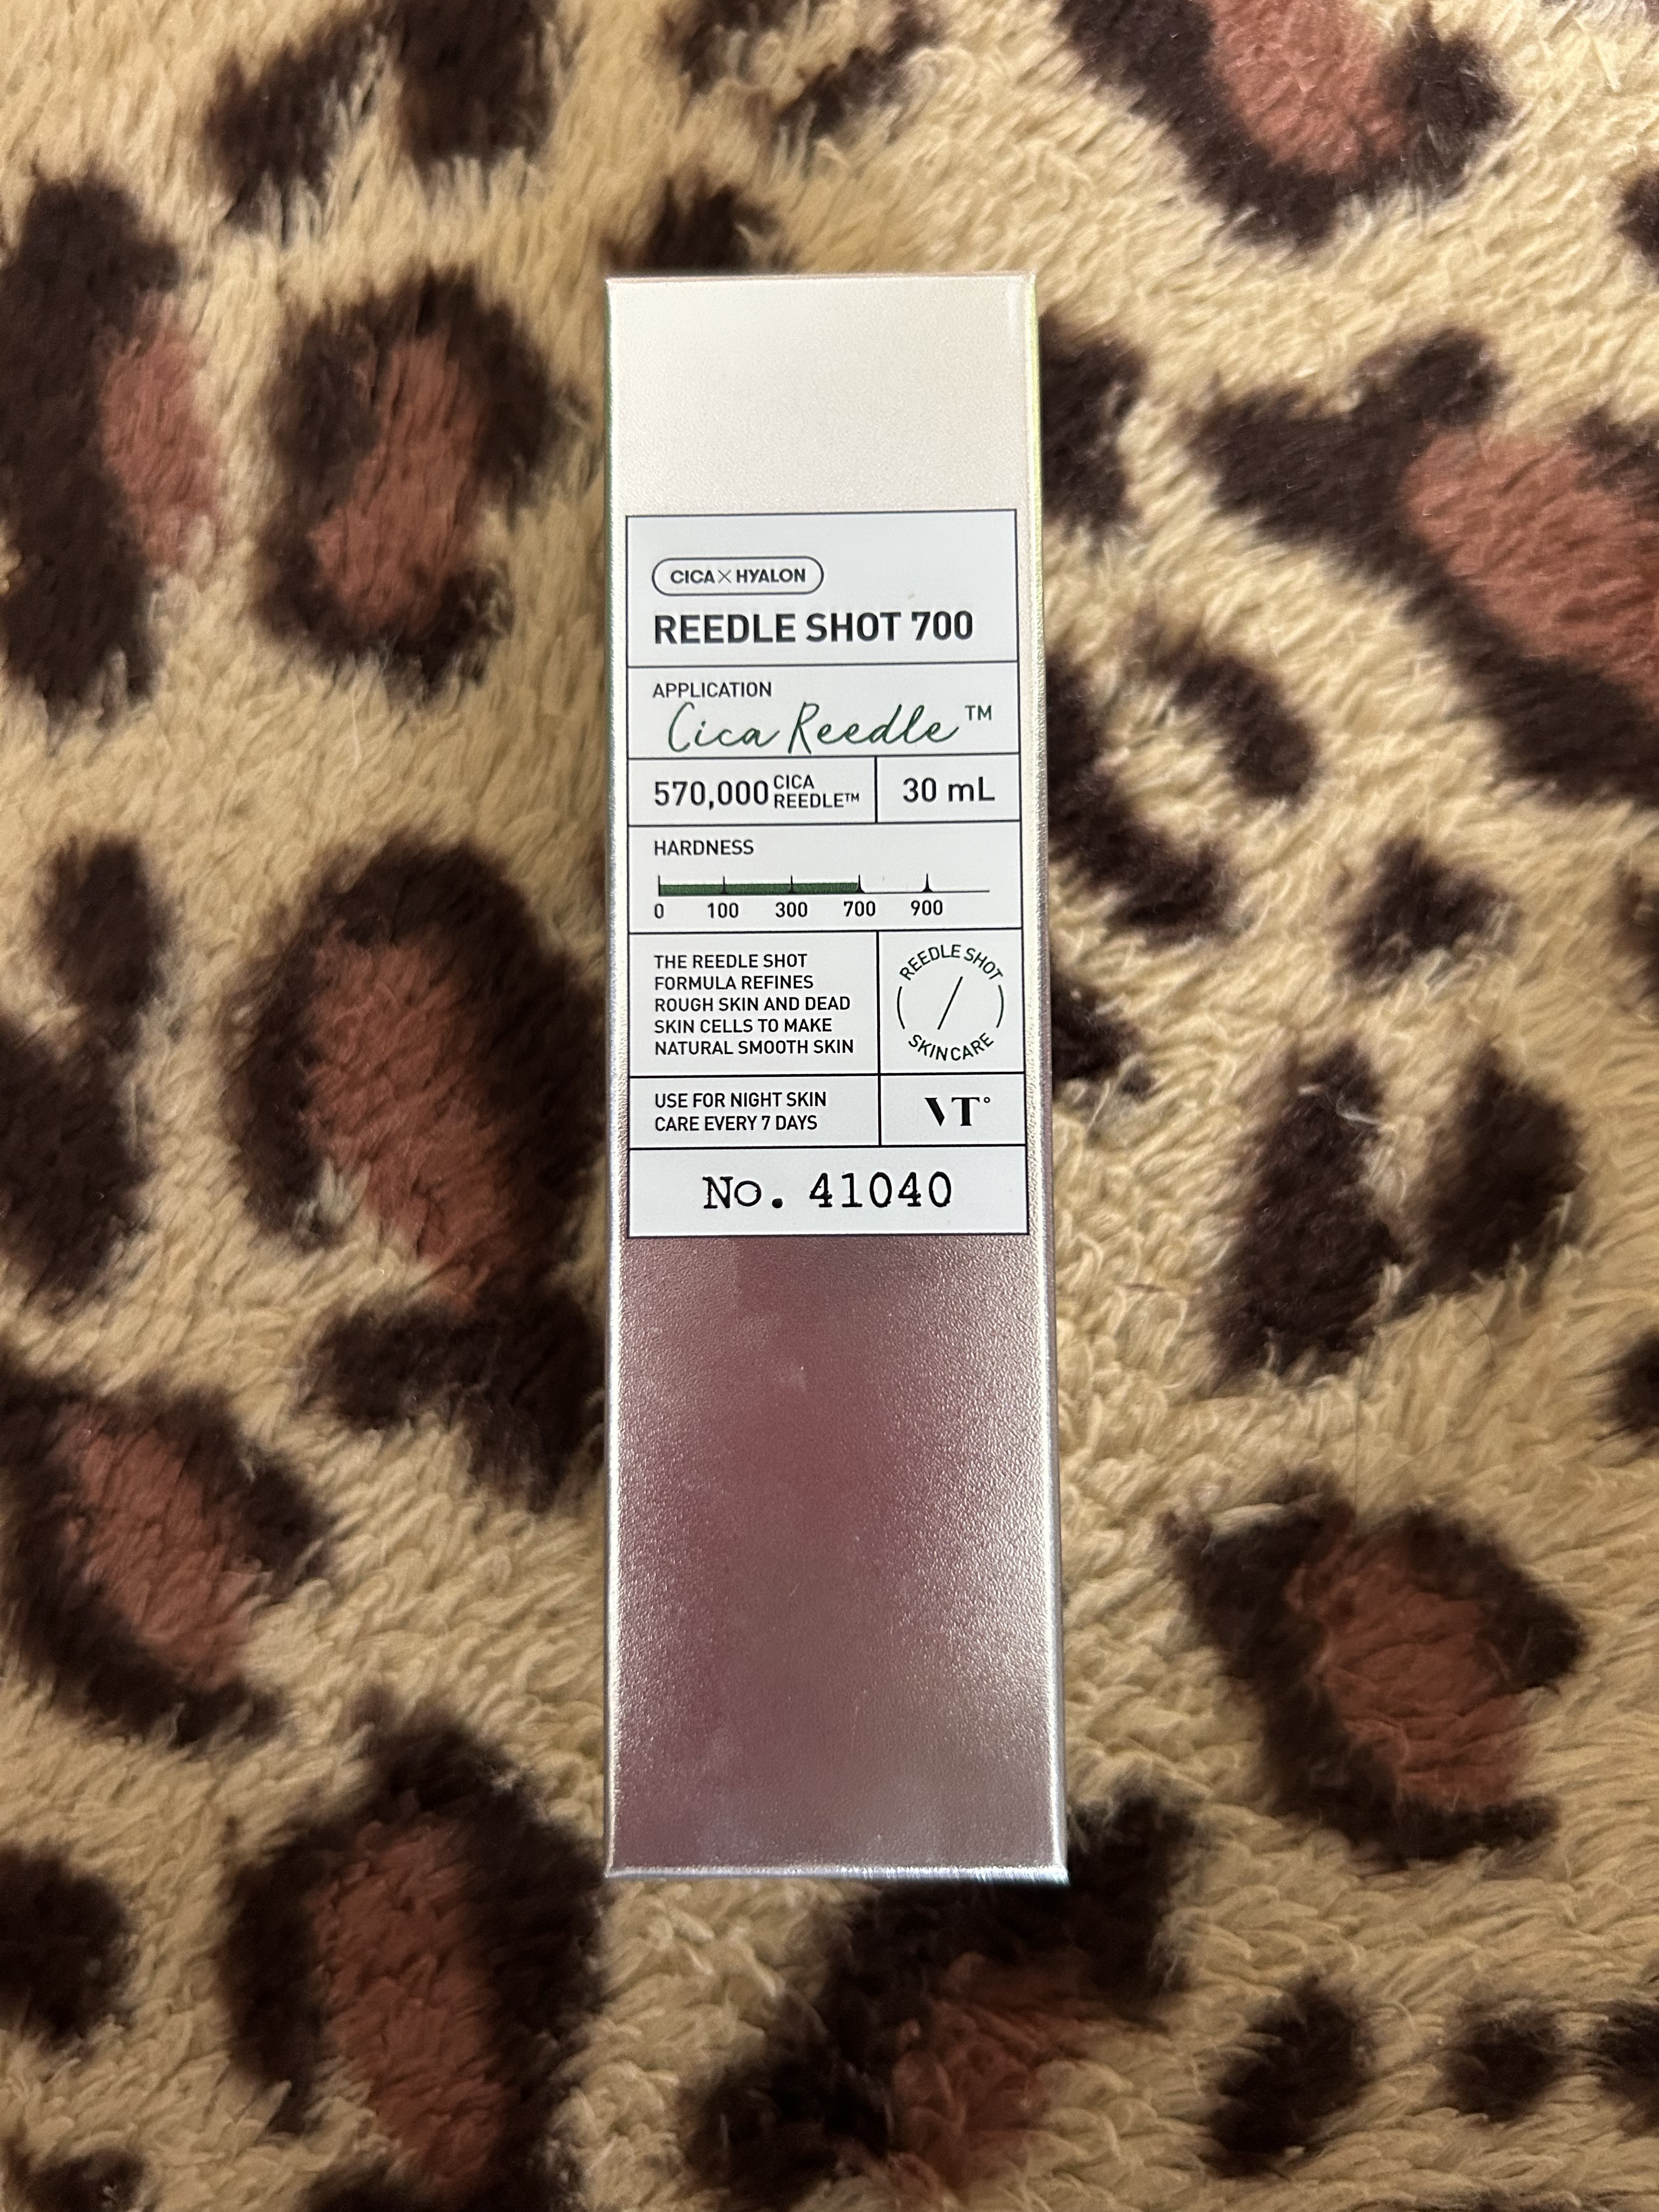 CICA×HYALON
REEDLE SHOT 700
APPLICATION
Cica Reedle™
570,000 CICA REEDLE™
30 mL
HARDNESS
0 100 300 700 900
THE REEDLE SHOT
FORMULA REFINES
ROUGH SKIN AND DEAD
SKIN CELLS TO MAKE
NATURAL SMOOTH SKIN
REEDLE SHOT
SKINCARE
USE FOR NIGHT SKIN
CARE EVERY 7 DAYS
VT°
No. 41040